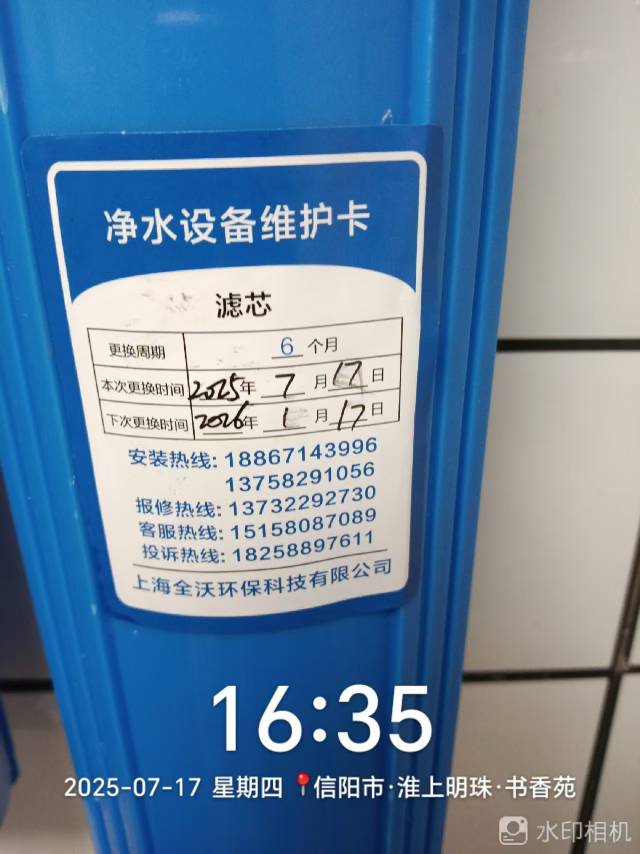 净水设备维护卡
滤芯
更换周期 6 个月
本次更换时间 2025年 7 月 17 日
下次更换时间 2026年 1 月 17 日
安装热线: 18867143996
13758291056
报修热线: 13732292730
客服热线: 15158087089
投诉热线: 18258897611
上海全沃环保科技有限公司
16:35
2025-07-17 星期四 信阳市·淮上明珠·书香苑
水印相机